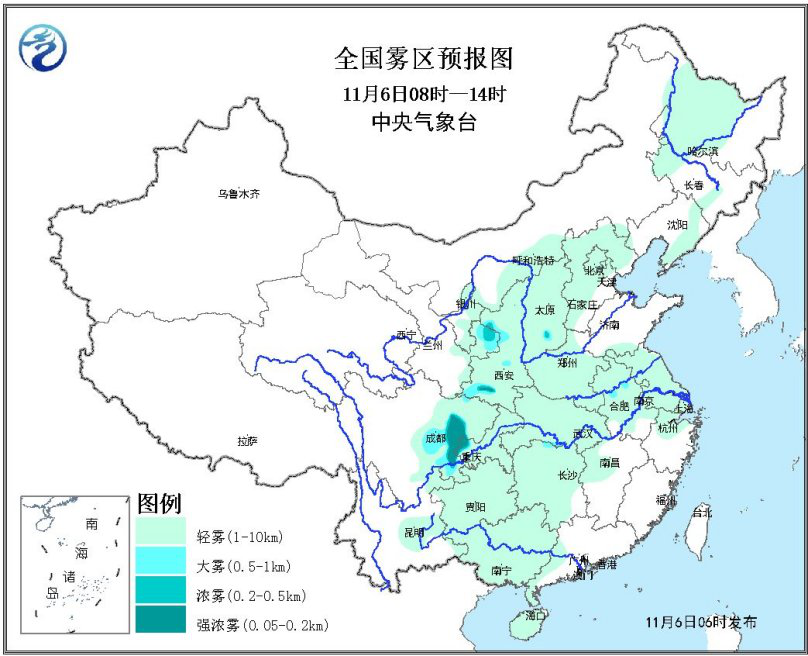 全国雾区预报图
11月6日08时—14时
中央气象台
哈尔滨
长春
乌鲁木齐
沈阳
呼和浩特
北京
天津
银川
太原
石家庄
济南
西宁
兰州
郑州
西安
合肥
南京
上海
成都
武汉
杭州
拉萨
重庆
南昌
长沙
贵阳
福州
台北
昆明
广州
香港
澳门
南宁
海口
南
海
诸
岛
图例
轻雾(1-10km)
大雾(0.5-1km)
浓雾(0.2-0.5km)
强浓雾(0.05-0.2km)
11月6日06时发布